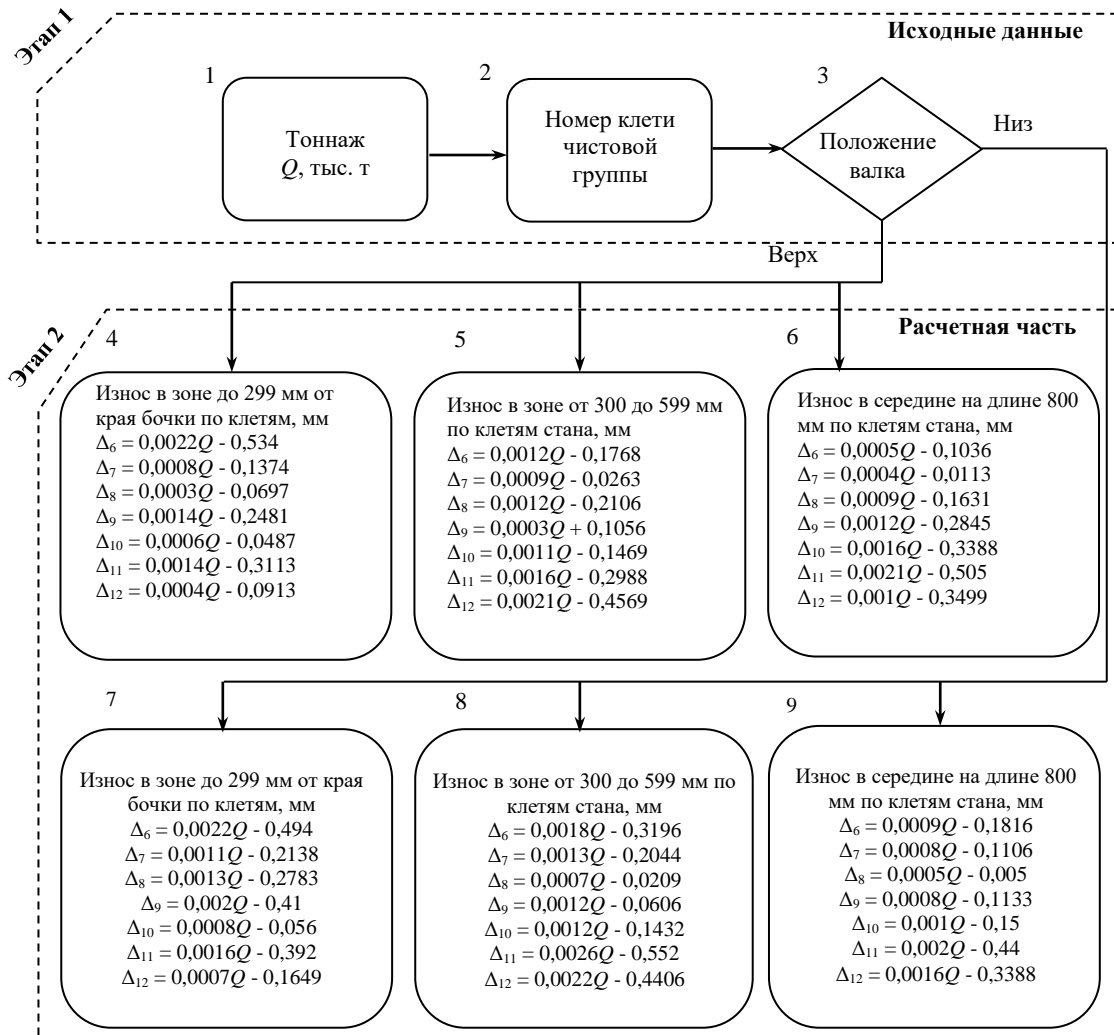 Этап 1
Исходные данные
1
Тоннаж
Q, тыс. т
2
Номер клети
чистовой
группы
3
Положение
валка
Низ
Верх
Этап 2
Расчетная часть
4
Износ в зоне до 299 мм от
края бочки по клетям, мм
Δ₆ = 0,0022Q - 0,534
Δ₇ = 0,0008Q - 0,1374
Δ₈ = 0,0003Q - 0,0697
Δ₉ = 0,0014Q - 0,2481
Δ₁₀ = 0,0006Q - 0,0487
Δ₁₁ = 0,0014Q - 0,3113
Δ₁₂ = 0,0004Q - 0,0913
5
Износ в зоне от 300 до 599 мм
по клетям стана, мм
Δ₆ = 0,0012Q - 0,1768
Δ₇ = 0,0009Q - 0,0263
Δ₈ = 0,0012Q - 0,2106
Δ₉ = 0,0003Q + 0,1056
Δ₁₀ = 0,0011Q - 0,1469
Δ₁₁ = 0,0016Q - 0,2988
Δ₁₂ = 0,0021Q - 0,4569
6
Износ в середине на длине 800
мм по клетям стана, мм
Δ₆ = 0,0005Q - 0,1036
Δ₇ = 0,0004Q - 0,0113
Δ₈ = 0,0009Q - 0,1631
Δ₉ = 0,0012Q - 0,2845
Δ₁₀ = 0,0016Q - 0,3388
Δ₁₁ = 0,0021Q - 0,505
Δ₁₂ = 0,001Q - 0,3499
7
Износ в зоне до 299 мм от края
бочки по клетям, мм
Δ₆ = 0,0022Q - 0,494
Δ₇ = 0,0011Q - 0,2138
Δ₈ = 0,0013Q - 0,2783
Δ₉ = 0,002Q - 0,41
Δ₁₀ = 0,0008Q - 0,056
Δ₁₁ = 0,0016Q - 0,392
Δ₁₂ = 0,0007Q - 0,1649
8
Износ в зоне от 300 до 599 мм по
клетям стана, мм
Δ₆ = 0,0018Q - 0,3196
Δ₇ = 0,0013Q - 0,2044
Δ₈ = 0,0007Q - 0,0209
Δ₉ = 0,0012Q - 0,0606
Δ₁₀ = 0,0012Q - 0,1432
Δ₁₁ = 0,0026Q - 0,552
Δ₁₂ = 0,0022Q - 0,4406
9
Износ в середине на длине 800
мм по клетям стана, мм
Δ₆ = 0,0009Q - 0,1816
Δ₇ = 0,0008Q - 0,1106
Δ₈ = 0,0005Q - 0,005
Δ₉ = 0,0008Q - 0,1133
Δ₁₀ = 0,001Q - 0,15
Δ₁₁ = 0,002Q - 0,44
Δ₁₂ = 0,0016Q - 0,3388